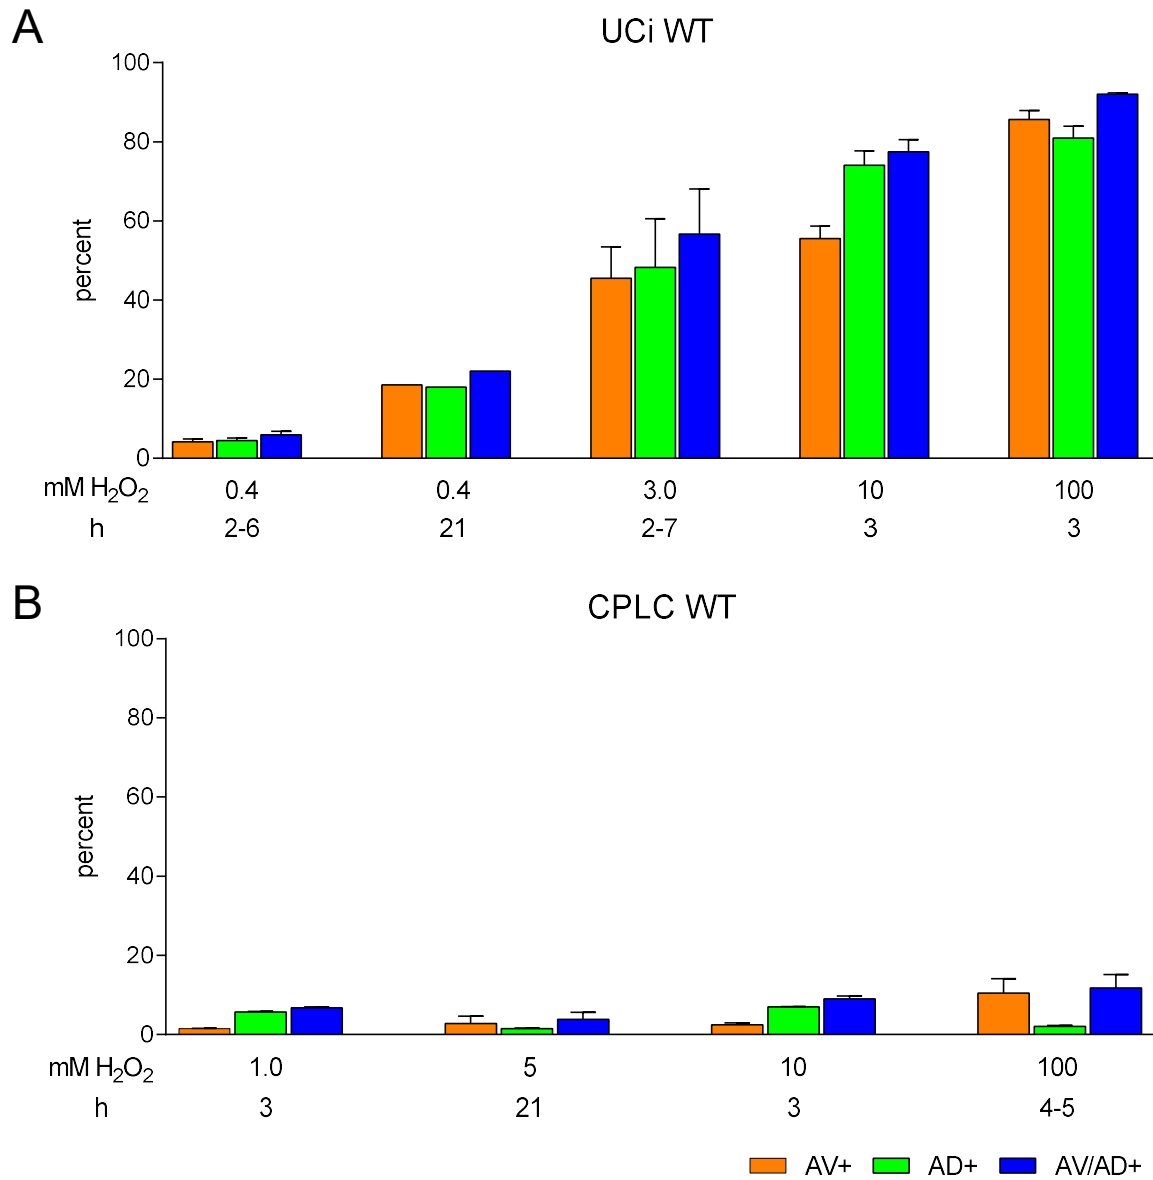 A
UCi WT
100
80
60
40
20
0
percent
mM H₂O₂ 0.4 0.4 3.0 10 100
h 2-6 21 2-7 3 3
B
CPLC WT
100
80
60
40
20
0
percent
mM H₂O₂ 1.0 5 10 100
h 3 21 3 4-5
AV+ AD+ AV/AD+